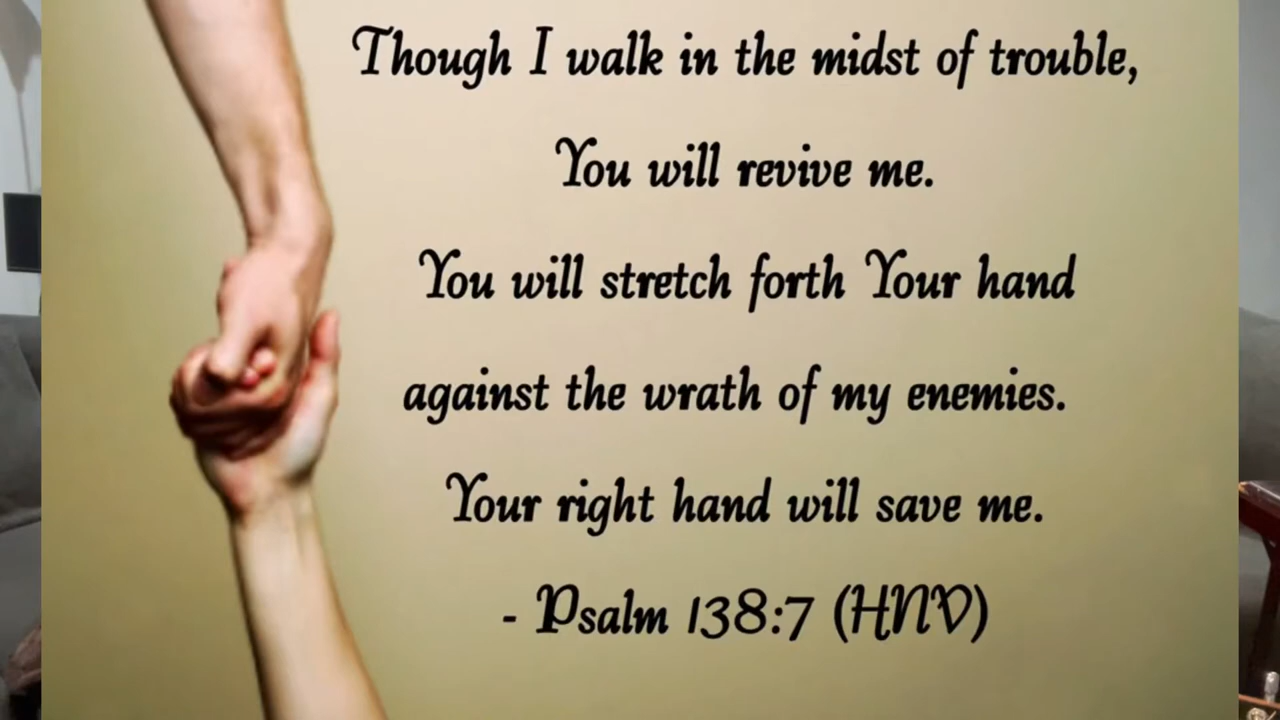 Though I walk in the midst of trouble,
You will revive me.
You will stretch forth Your hand
against the wrath of my enemies.
Your right hand will save me.
- Psalm 138:7 (HNV)